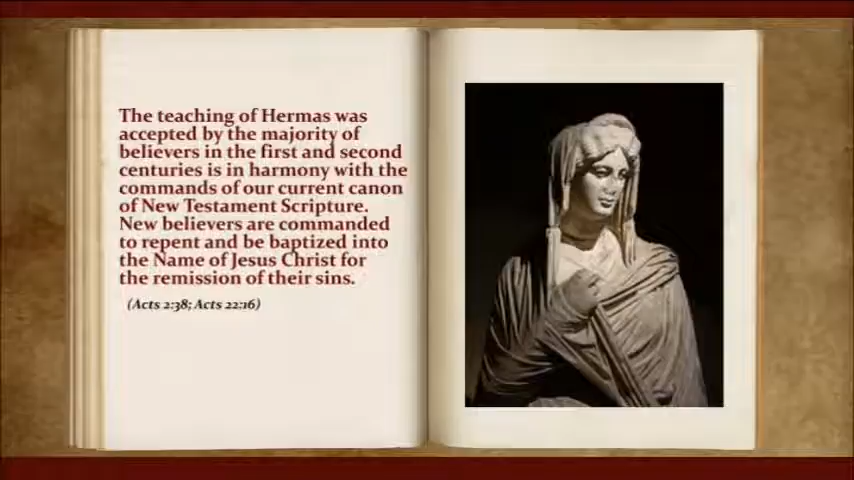 The teaching of Hermas was
accepted by the majority of
believers in the first and second
centuries is in harmony with the
commands of our current canon
of New Testament Scripture.
New believers are commanded
to repent and be baptized into
the Name of Jesus Christ for
the remission of their sins.
(Acts 2:38; Acts 22:16)